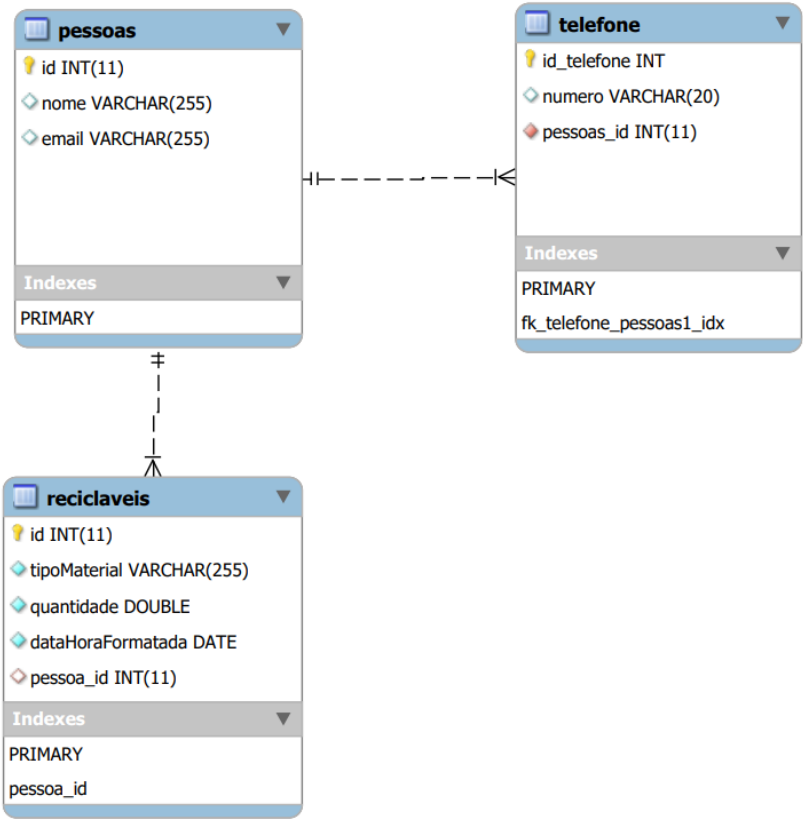 pessoas
id INT(11)
nome VARCHAR(255)
email VARCHAR(255)
Indexes
PRIMARY
telefone
id_telefone INT
numero VARCHAR(20)
pessoas_id INT(11)
Indexes
PRIMARY
fk_telefone_pessoas1_idx
reciclaveis
id INT(11)
tipoMaterial VARCHAR(255)
quantidade DOUBLE
dataHoraFormatada DATE
pessoa_id INT(11)
Indexes
PRIMARY
pessoa_id